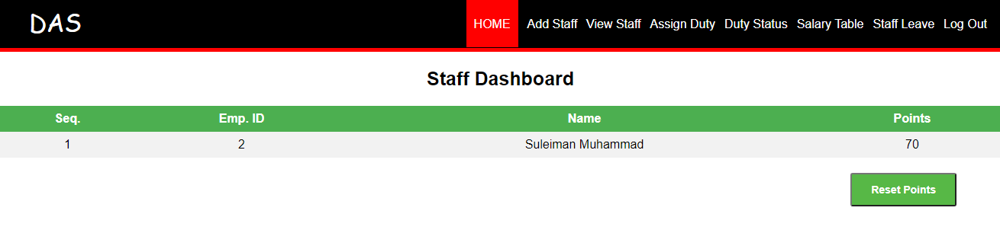 DAS HOME Add Staff View Staff Assign Duty Duty Status Salary Table Staff Leave Log Out
Staff Dashboard
Seq. Emp. ID Name Points
1 2 Suleiman Muhammad 70
Reset Points